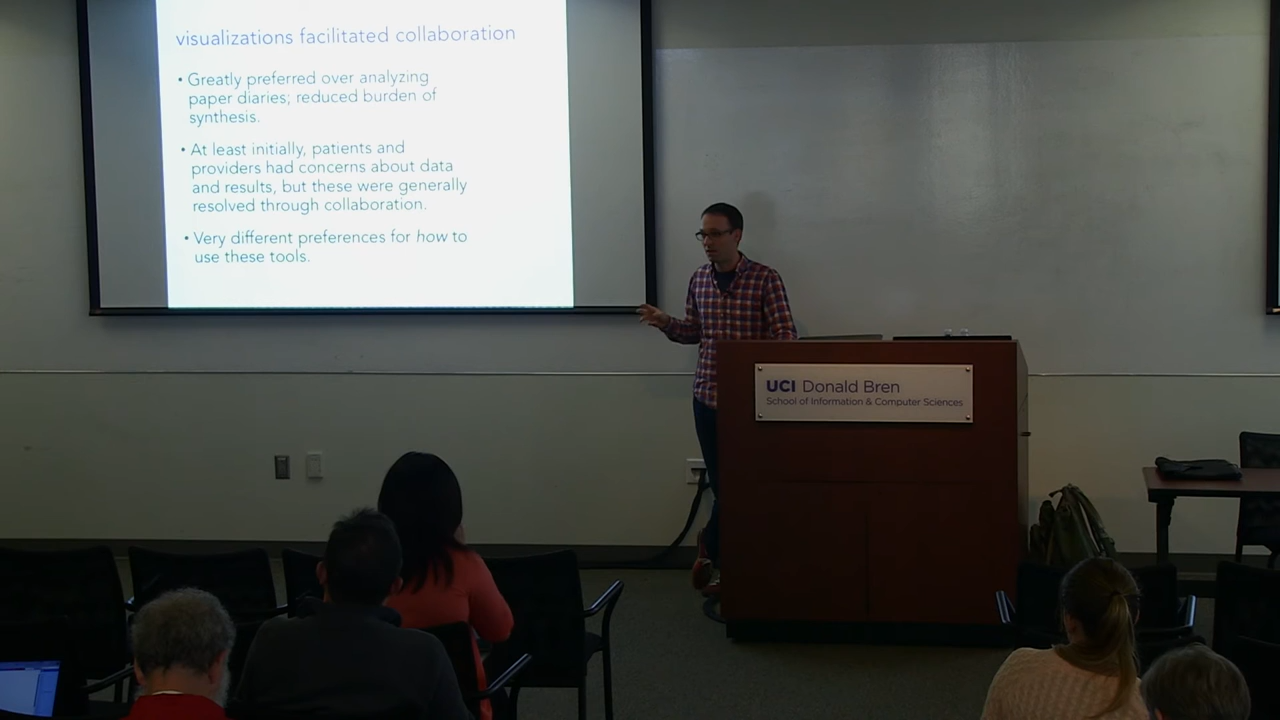 visualizations facilitated collaboration
• Greatly preferred over analyzing
paper diaries; reduced burden of
synthesis.
• At least initially, patients and
providers had concerns about data
and results, but these were generally
resolved through collaboration.
• Very different preferences for how to
use these tools.
UCI Donald Bren
School of Information & Computer Sciences